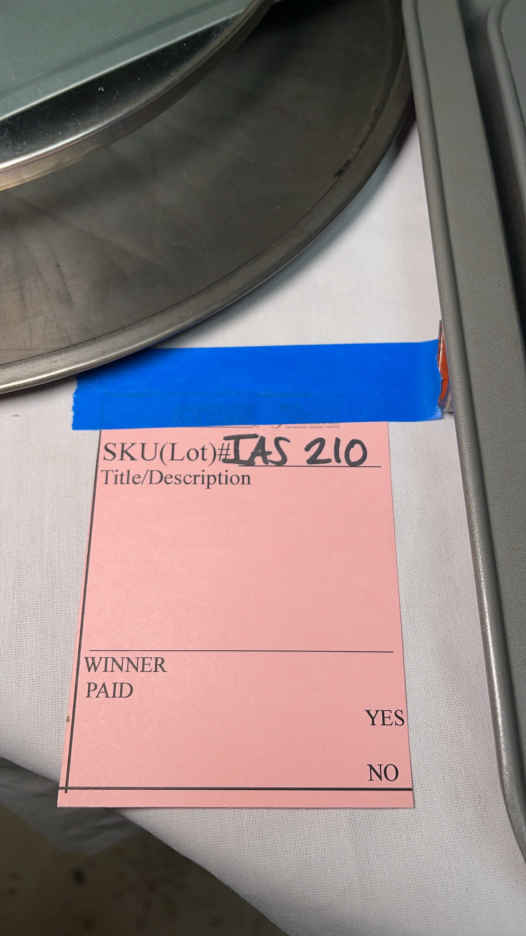 SKU(Lot)# IAS 210
Title/Description
WINNER
PAID
YES
NO